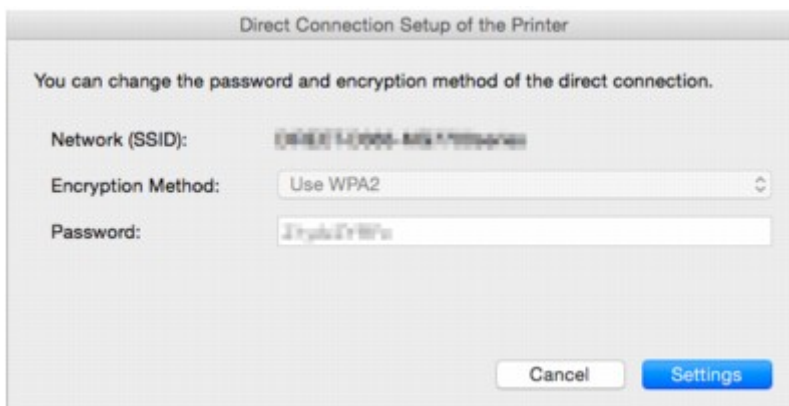 Direct Connection Setup of the Printer
You can change the password and encryption method of the direct connection.
Network (SSID):
Encryption Method: Use WPA2
Password:
Cancel Settings